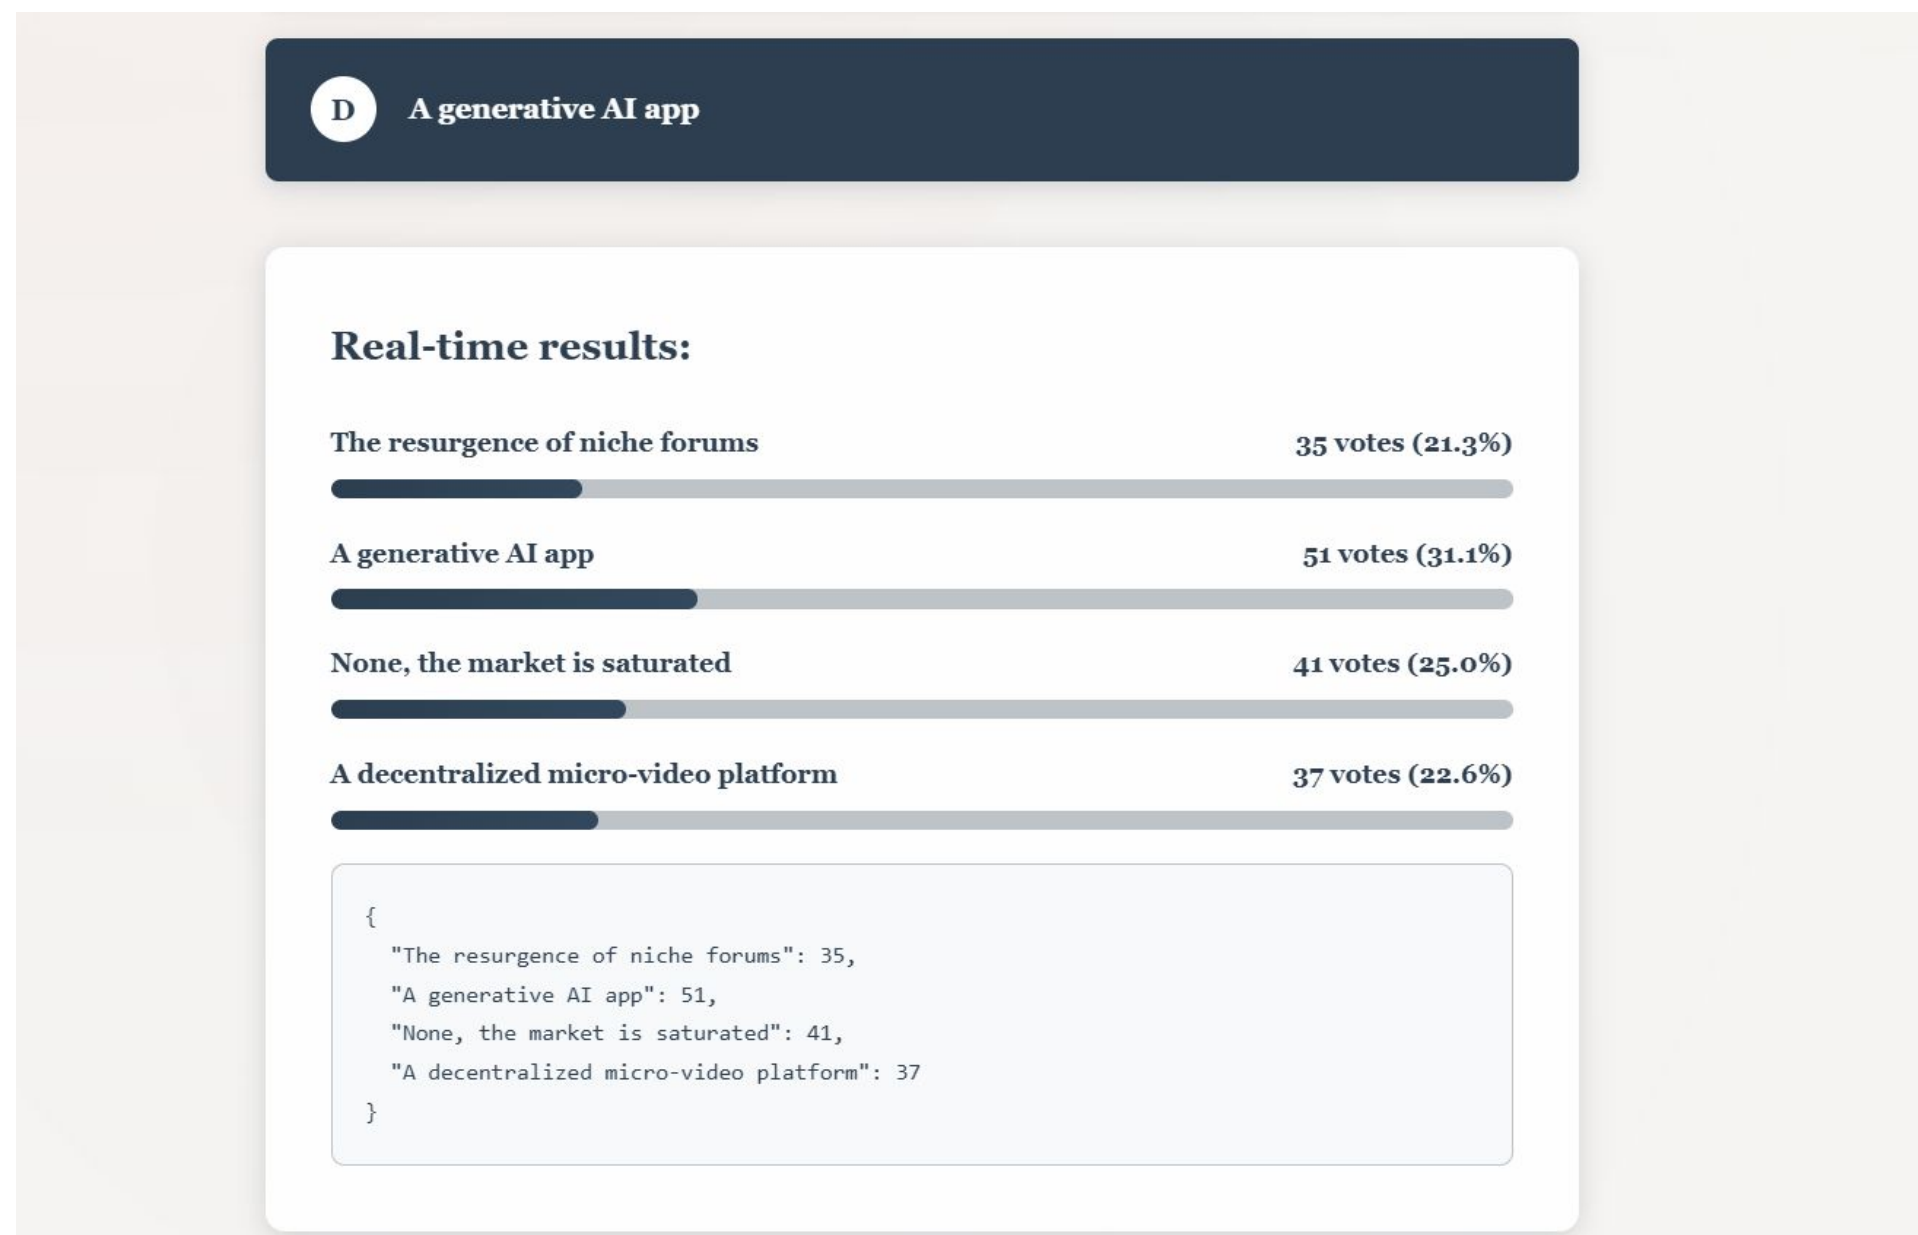 D A generative AI app
Real-time results:
The resurgence of niche forums 35 votes (21.3%)
A generative AI app 51 votes (31.1%)
None, the market is saturated 41 votes (25.0%)
A decentralized micro-video platform 37 votes (22.6%)
{
"The resurgence of niche forums": 35,
"A generative AI app": 51,
"None, the market is saturated": 41,
"A decentralized micro-video platform": 37
}